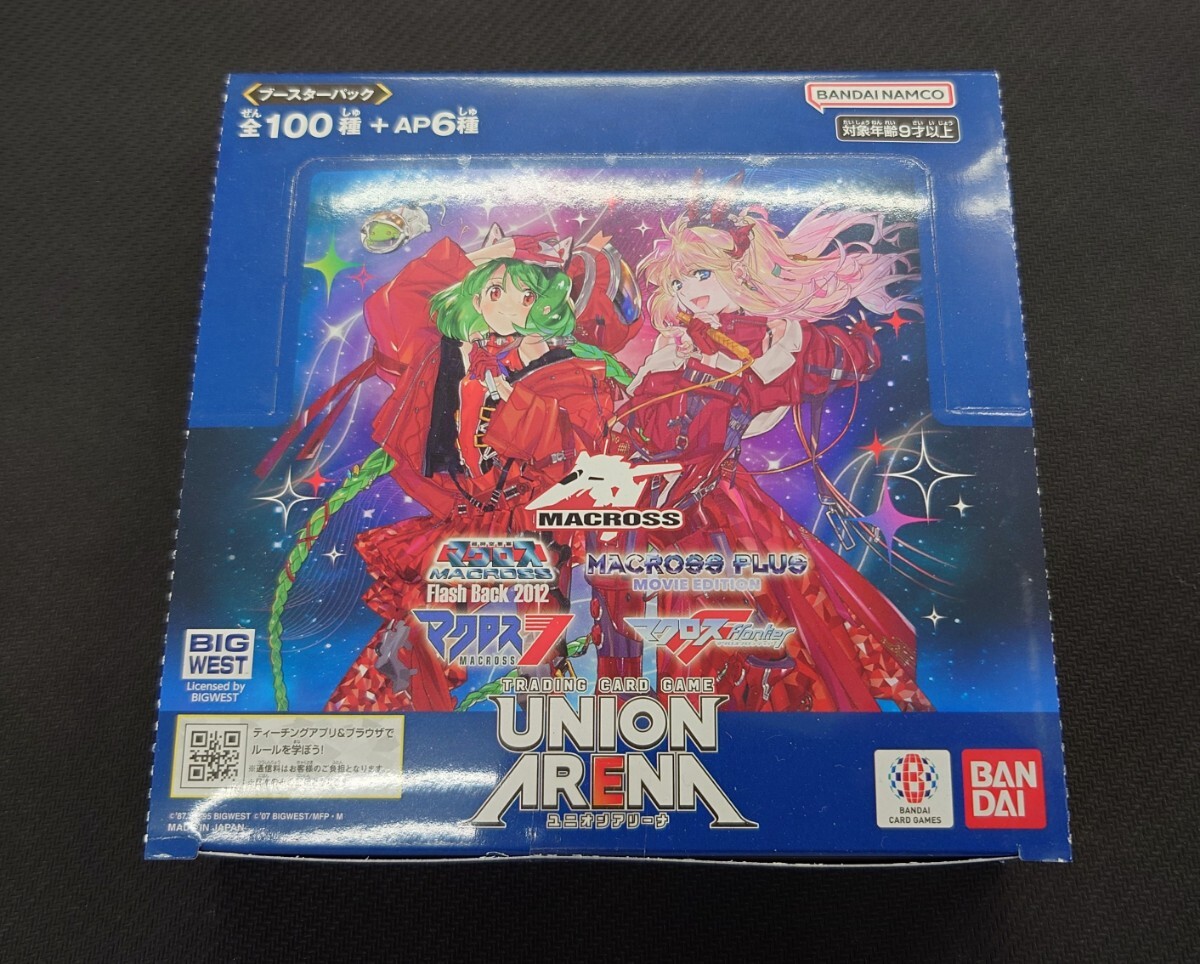 ブースターパック
ぜん しゅ しゅ
全100種 + AP6種
BANDAI NAMCO
たいしょうねんれい さいいじょう
対象年齢9才以上
MACROSS
マクロス
MACROSS
Flash Back 2012
MACROSS PLUS
MOVIE EDITION
マクロス7
MACROSS
マクロスFrontier
BIG
WEST
Licensed by
BIGWEST
TRADING CARD GAME
UNION
ARENA
ユニオンアリーナ
ティーチングアプリ&ブラウザで
ルールを学ぼう!
※通信料はお客様のご負担となります。
BIGWEST ©'07 BIGWEST/MFP・M
MADE IN JAPAN
B
BANDAI
CARD GAMES
BAN
DAI